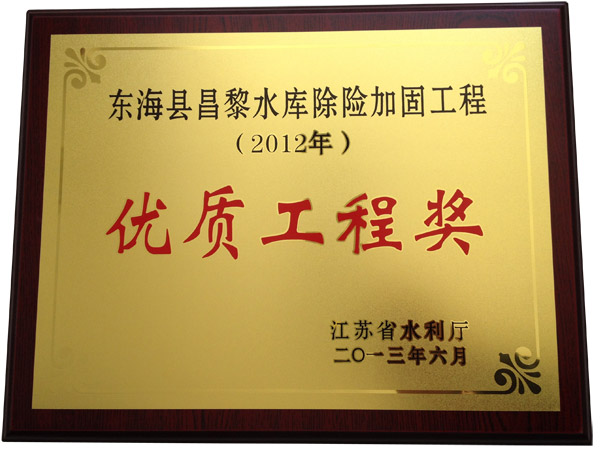 东海县昌黎水库除险加固工程
（2012年）
优质工程奖
江苏省水利厅
二〇一三年六月